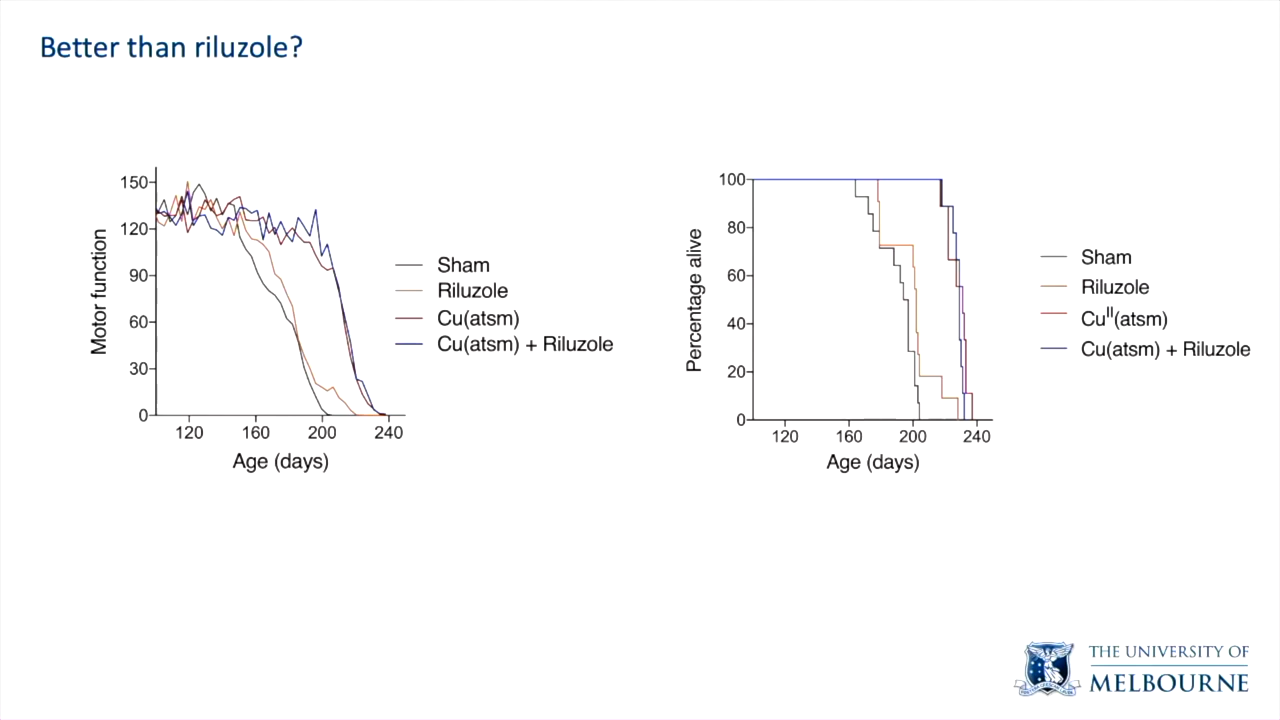 Better than riluzole?
150
120
90
60
30
0
Motor function
120 160 200 240
Age (days)
Sham
Riluzole
Cu(atsm)
Cu(atsm) + Riluzole
100
80
60
40
20
0
Percentage alive
120 160 200 240
Age (days)
Sham
Riluzole
Cuᴵᴵ(atsm)
Cu(atsm) + Riluzole
THE UNIVERSITY OF
MELBOURNE